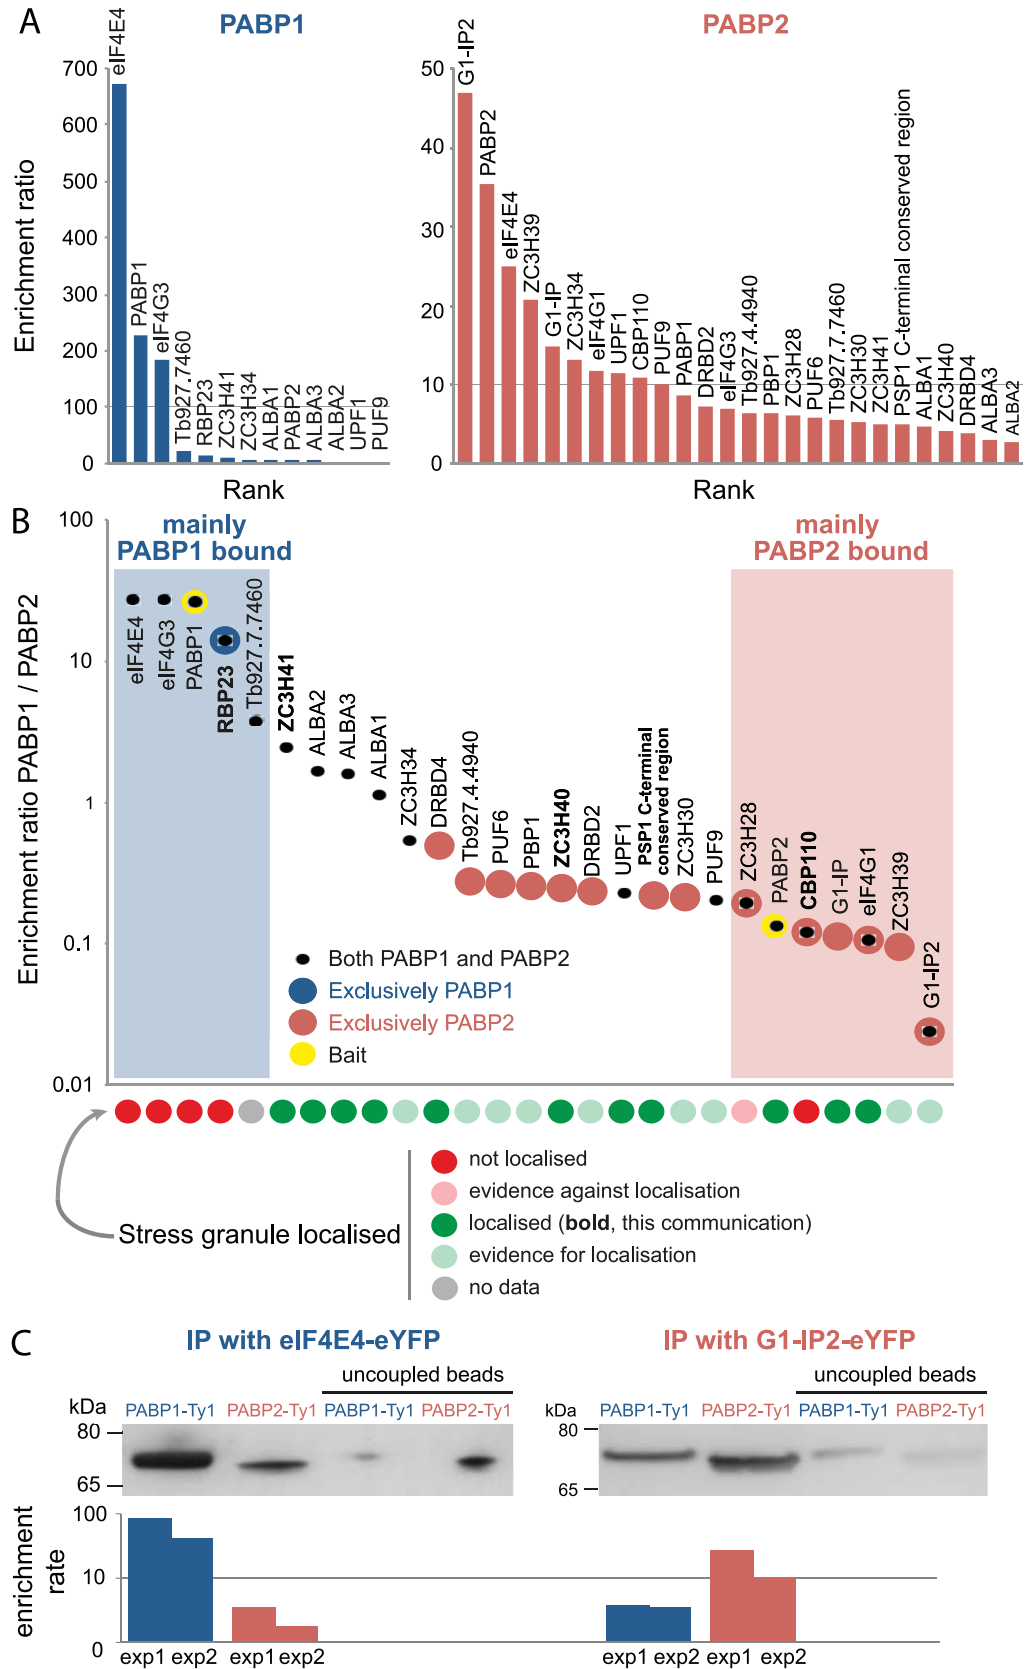 A
PABP1
PABP2
Enrichment ratio
700
600
500
400
300
200
100
0
eIF4E4
PABP1
eIF4G3
Tb927.7.7460
RBP23
ZC3H41
ZC3H34
ALBA1
PABP2
ALBA3
ALBA2
UPF1
PUF9
Rank
50
40
30
20
10
0
G1-IP2
PABP2
eIF4E4
ZC3H39
G1-IP
ZC3H34
eIF4G1
UPF1
CBP110
PUF9
PABP1
DRBD2
eIF4G3
Tb927.4.4940
PBP1
ZC3H28
PUF6
Tb927.7.7460
ZC3H30
ZC3H41
PSP1 C-terminal conserved region
ALBA1
ZC3H40
DRBD4
ALBA3
ALBA2
Rank
B
Enrichment ratio PABP1 / PABP2
100
10
1
0.1
0.01
mainly
PABP1 bound
mainly
PABP2 bound
eIF4E4
eIF4G3
PABP1
RBP23
Tb927.7.7460
ZC3H41
ALBA2
ALBA3
ALBA1
ZC3H34
DRBD4
Tb927.4.4940
PUF6
PBP1
ZC3H40
DRBD2
UPF1
PSP1 C-terminal
conserved region
ZC3H30
PUF9
ZC3H28
PABP2
CBP110
G1-IP
eIF4G1
ZC3H39
G1-IP2
Both PABP1 and PABP2
Exclusively PABP1
Exclusively PABP2
Bait
Stress granule localised
not localised
evidence against localisation
localised (bold, this communication)
evidence for localisation
no data
C
IP with eIF4E4-eYFP
IP with G1-IP2-eYFP
uncoupled beads
uncoupled beads
kDa
PABP1-Ty1
PABP2-Ty1
PABP1-Ty1
PABP2-Ty1
80
65
kDa
PABP1-Ty1
PABP2-Ty1
PABP1-Ty1
PABP2-Ty1
80
65
enrichment
rate
100
10
0
exp1 exp2
exp1 exp2
exp1 exp2
exp1 exp2